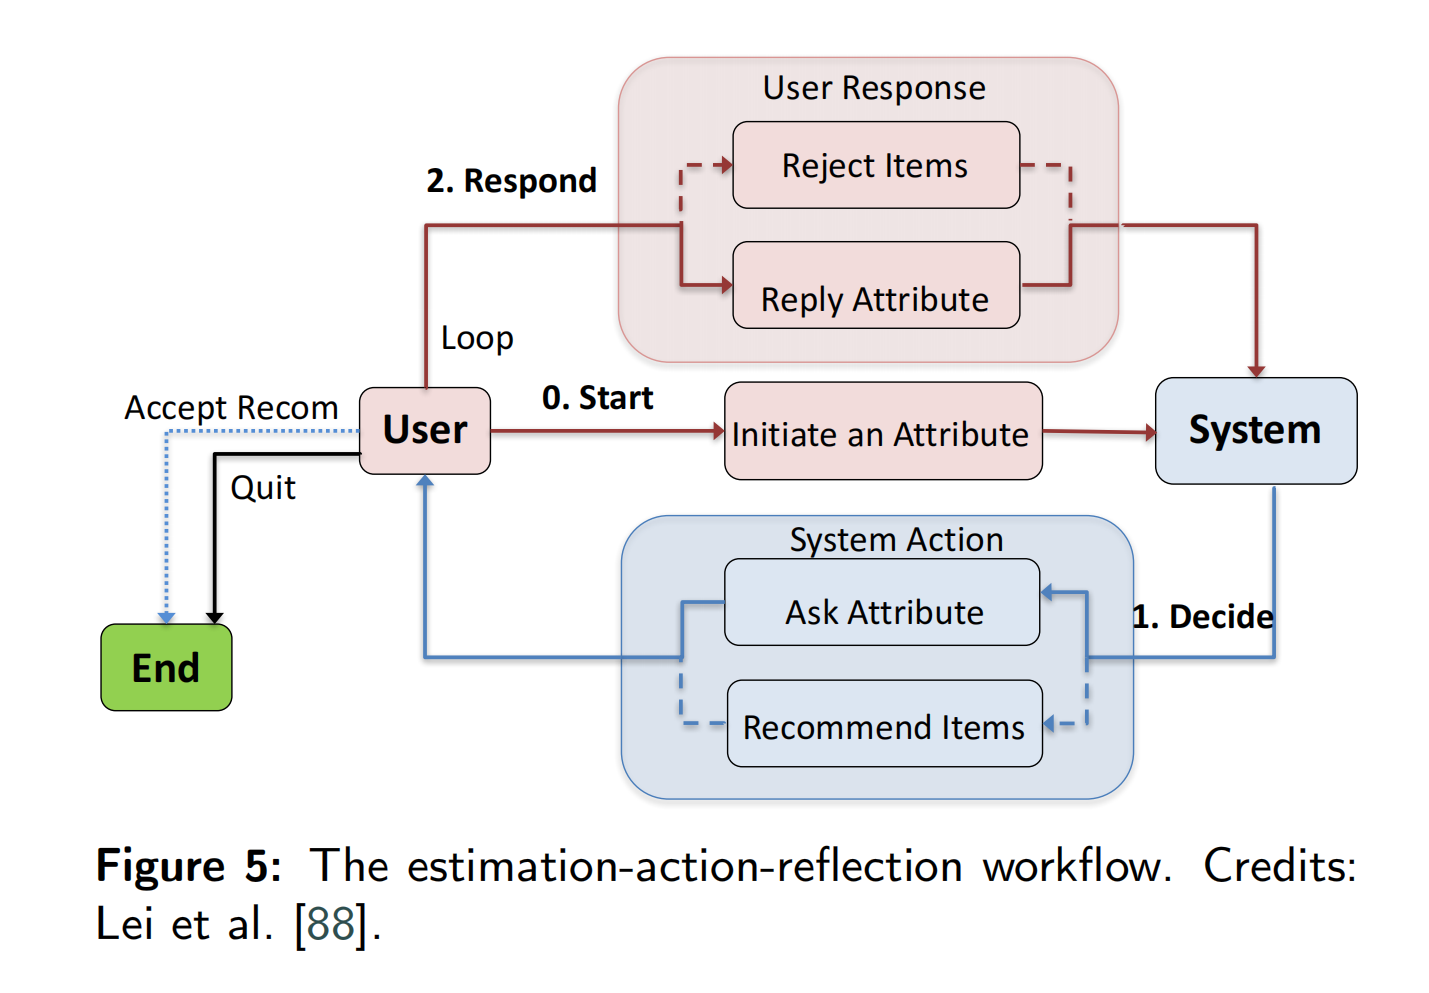 User Response
Reject Items
2. Respond
Reply Attribute
Loop
Accept Recom
User
0. Start
Initiate an Attribute
System
Quit
System Action
Ask Attribute
1. Decide
End
Recommend Items
Figure 5: The estimation-action-reflection workflow. Credits:
Lei et al. [88].